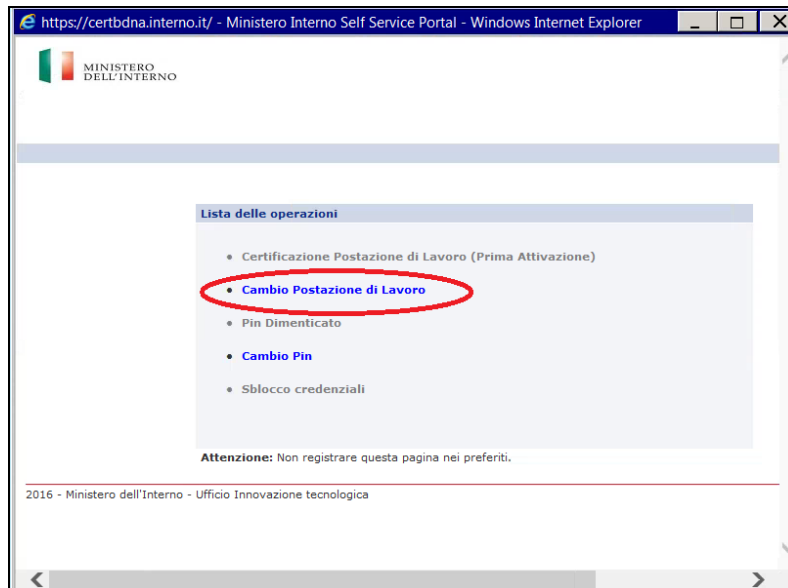 https://certbdna.interno.it/ - Ministero Interno Self Service Portal - Windows Internet Explorer
MINISTERO
DELL'INTERNO
Lista delle operazioni
Certificazione Postazione di Lavoro (Prima Attivazione)
Cambio Postazione di Lavoro
Pin Dimenticato
Cambio Pin
Sblocco credenziali
Attenzione: Non registrare questa pagina nei preferiti.
2016 - Ministero dell'Interno - Ufficio Innovazione tecnologica